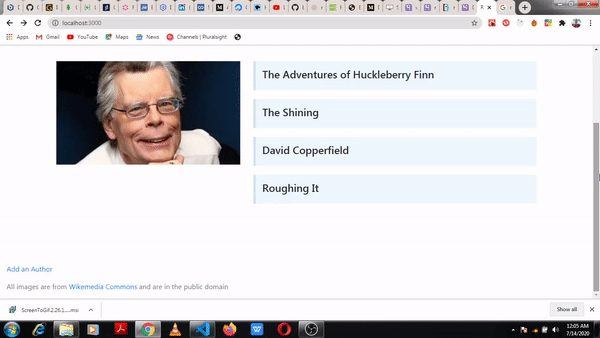 localhost:3000
Apps
Gmail
YouTube
Maps
News
Channels | Pluralsight
The Adventures of Huckleberry Finn
The Shining
David Copperfield
Roughing It
Add an Author
All images are from Wikemedia Commons and are in the public domain
ScreenToGif.2.26.1....msi
Show all
12:05 AM
7/14/2020